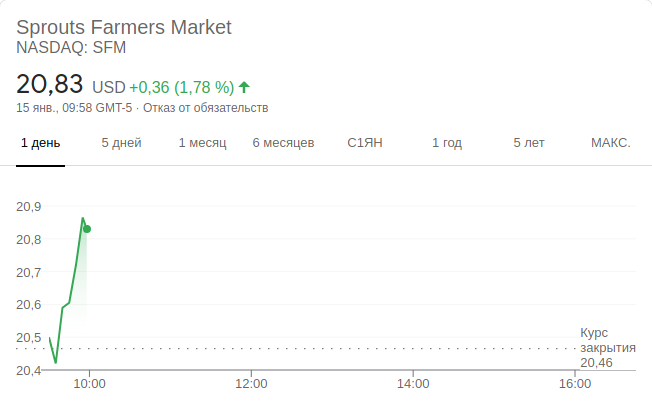 Sprouts Farmers Market
NASDAQ: SFM
20,83 USD +0,36 (1,78 %)
15 янв., 09:58 GMT-5 · Отказ от обязательств
1 день 5 дней 1 месяц 6 месяцев С1ЯН 1 год 5 лет МАКС.
20,9
20,8
20,7
20,6
20,5
20,4
Курс
закрытия
20,46
10:00 12:00 14:00 16:00